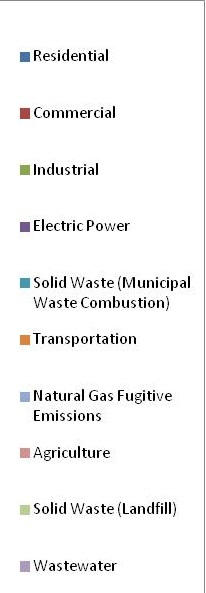 Residential
Commercial
Industrial
Electric Power
Solid Waste (Municipal
Waste Combustion)
Transportation
Natural Gas Fugitive
Emissions
Agriculture
Solid Waste (Landfill)
Wastewater